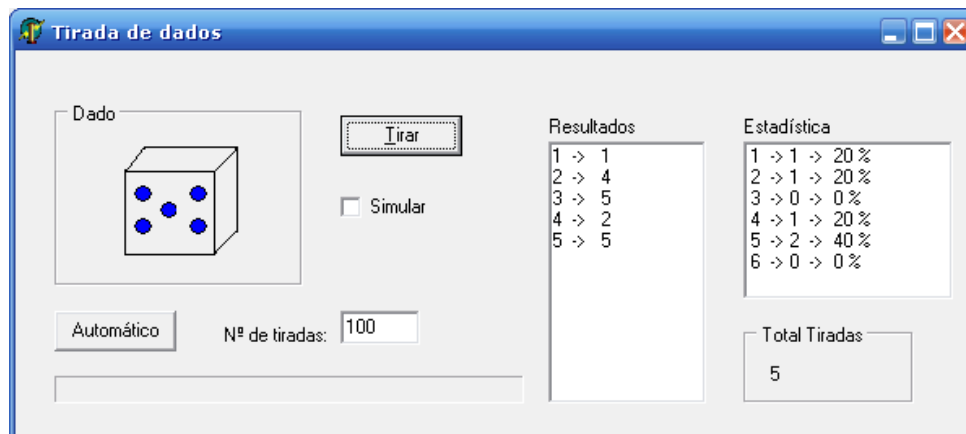 Tirada de dados
Dado
Tirar
Simular
Automático
Nº de tiradas:
100
Resultados
1 -> 1
2 -> 4
3 -> 5
4 -> 2
5 -> 5
Estadística
1 -> 1 -> 20 %
2 -> 1 -> 20 %
3 -> 0 -> 0 %
4 -> 1 -> 20 %
5 -> 2 -> 40 %
6 -> 0 -> 0 %
Total Tiradas
5